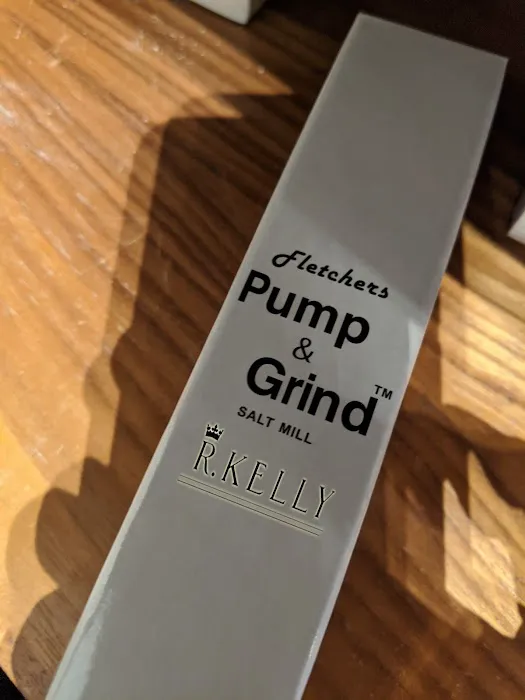 Fletchers
Pump
&
Grind™
SALT MILL
R.KELLY